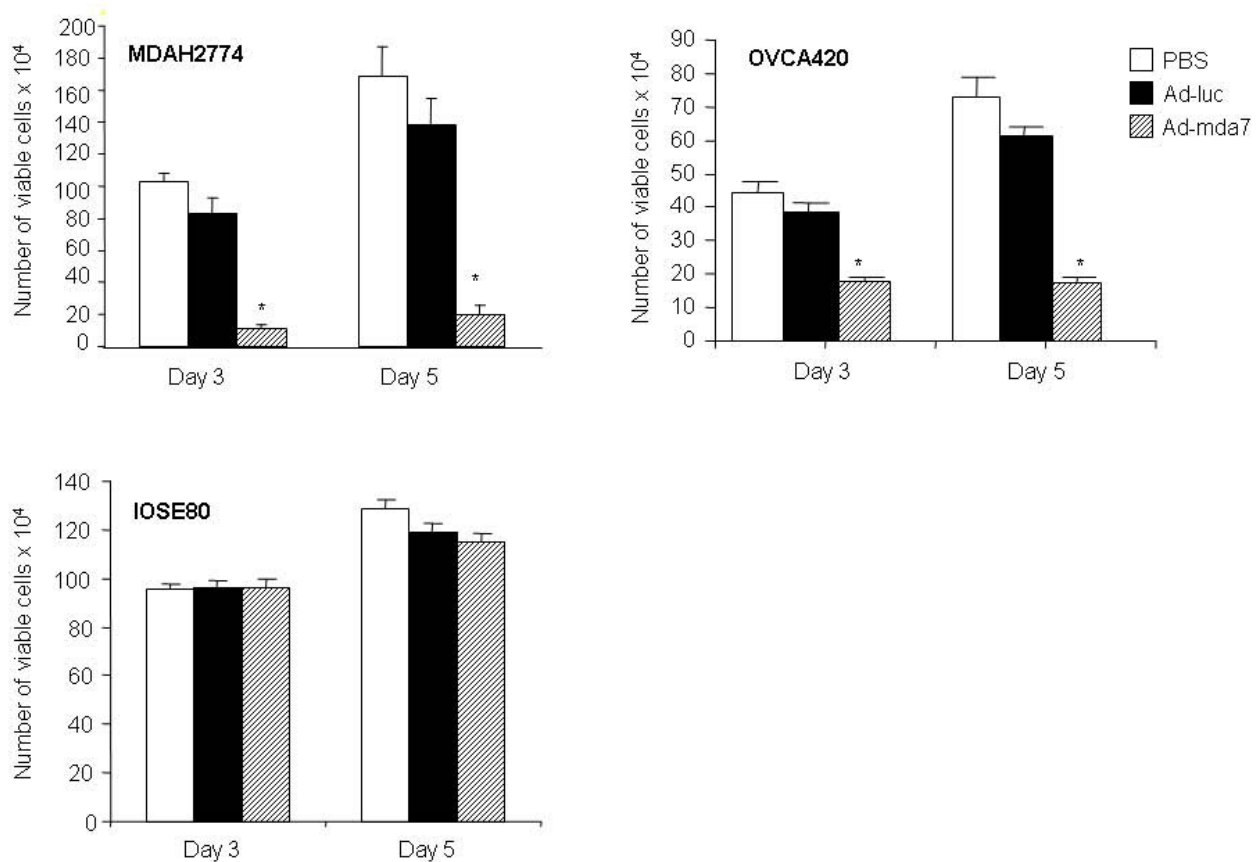 MDAH2774
Number of viable cells x 10⁴
200
180
160
140
120
100
80
60
40
20
0
*
*
Day 3
Day 5
OVCA420
Number of viable cells x 10⁴
90
80
70
60
50
40
30
20
10
0
*
*
Day 3
Day 5
PBS
Ad-luc
Ad-mda7
IOSE80
Number of viable cells x 10⁴
140
120
100
80
60
40
20
0
Day 3
Day 5